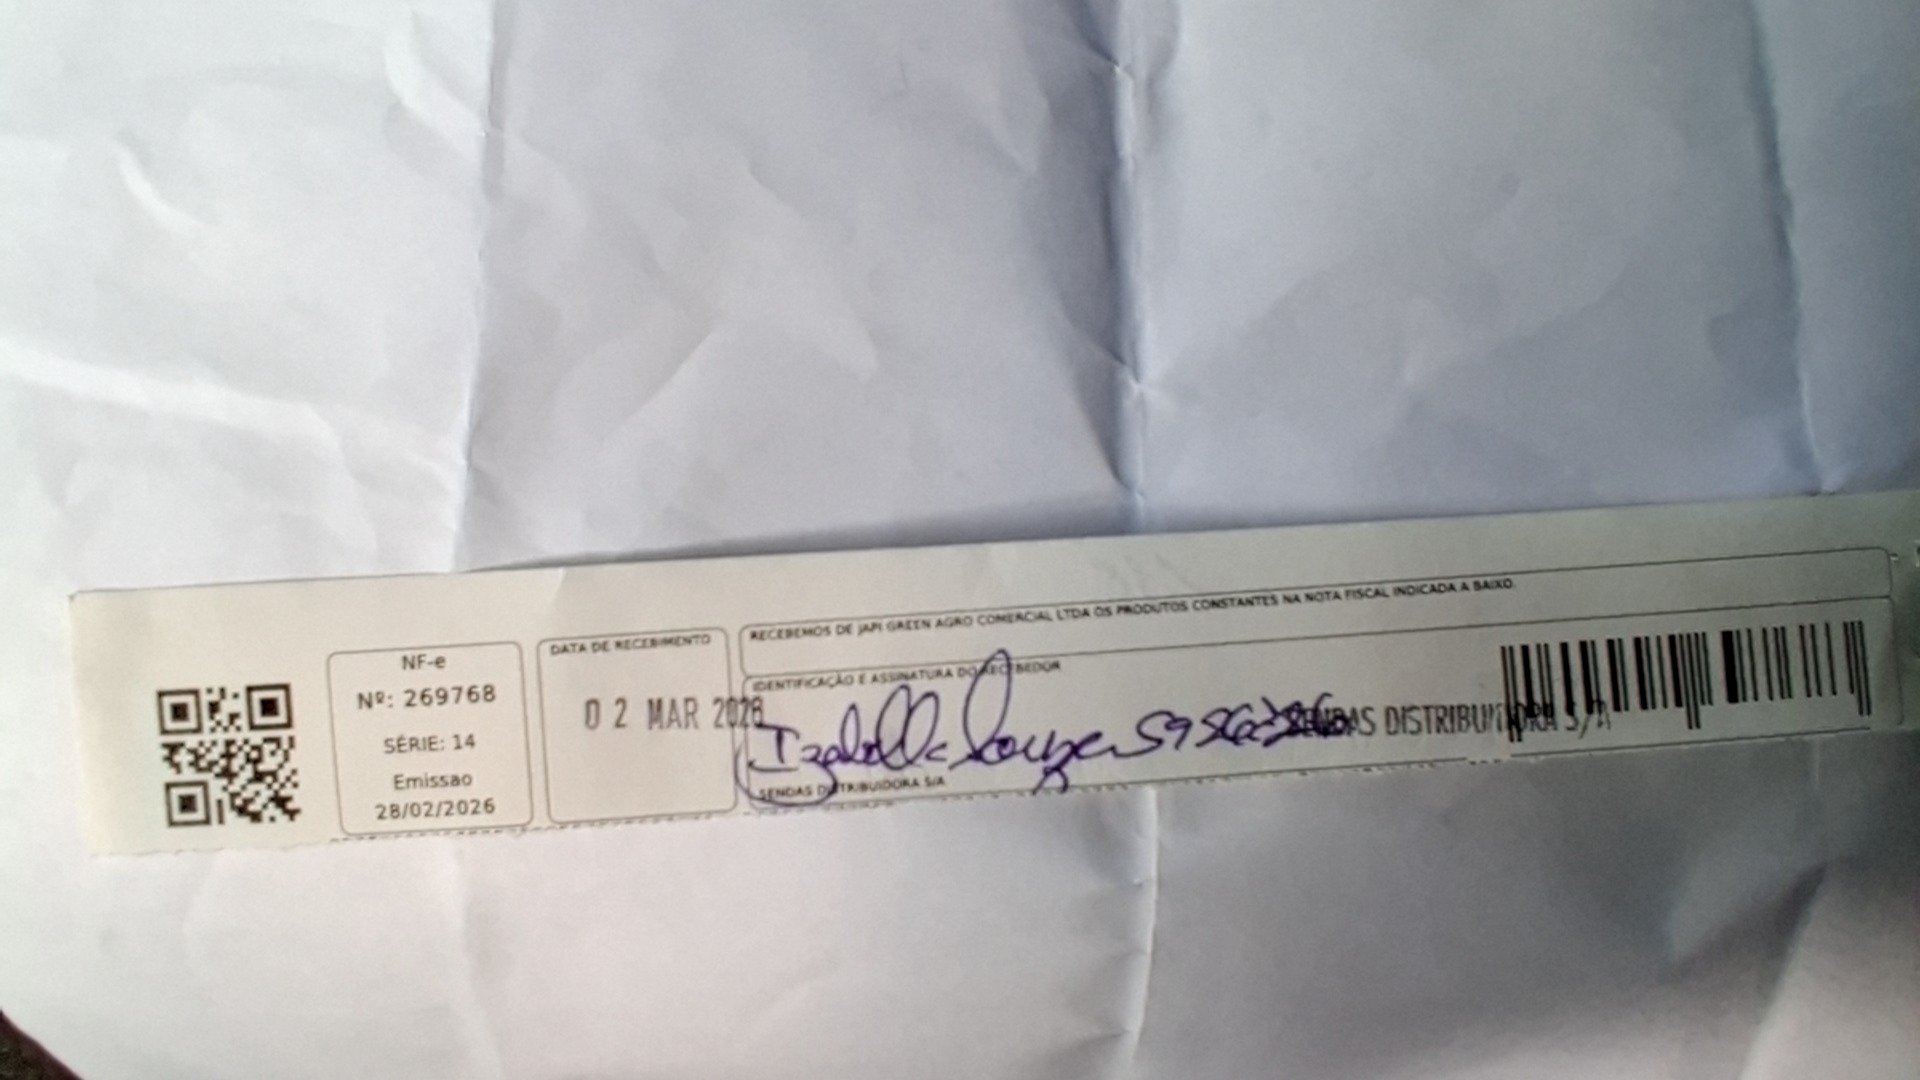 RECEBEMOS DE JAPI GREEN AGRO COMERCIAL LTDA OS PRODUTOS CONSTANTES NA NOTA FISCAL INDICADA A BAIXO.
NF-e
Nº: 269768
SÉRIE: 14
Emissao
28/02/2026
DATA DE RECEBIMENTO
02 MAR 2026
IDENTIFICAÇÃO E ASSINATURA DO RECEBEDOR
Izabella Souza
SENDAS DISTRIBUIDORA S/A
SENDAS DISTRIBUIDORA S/A